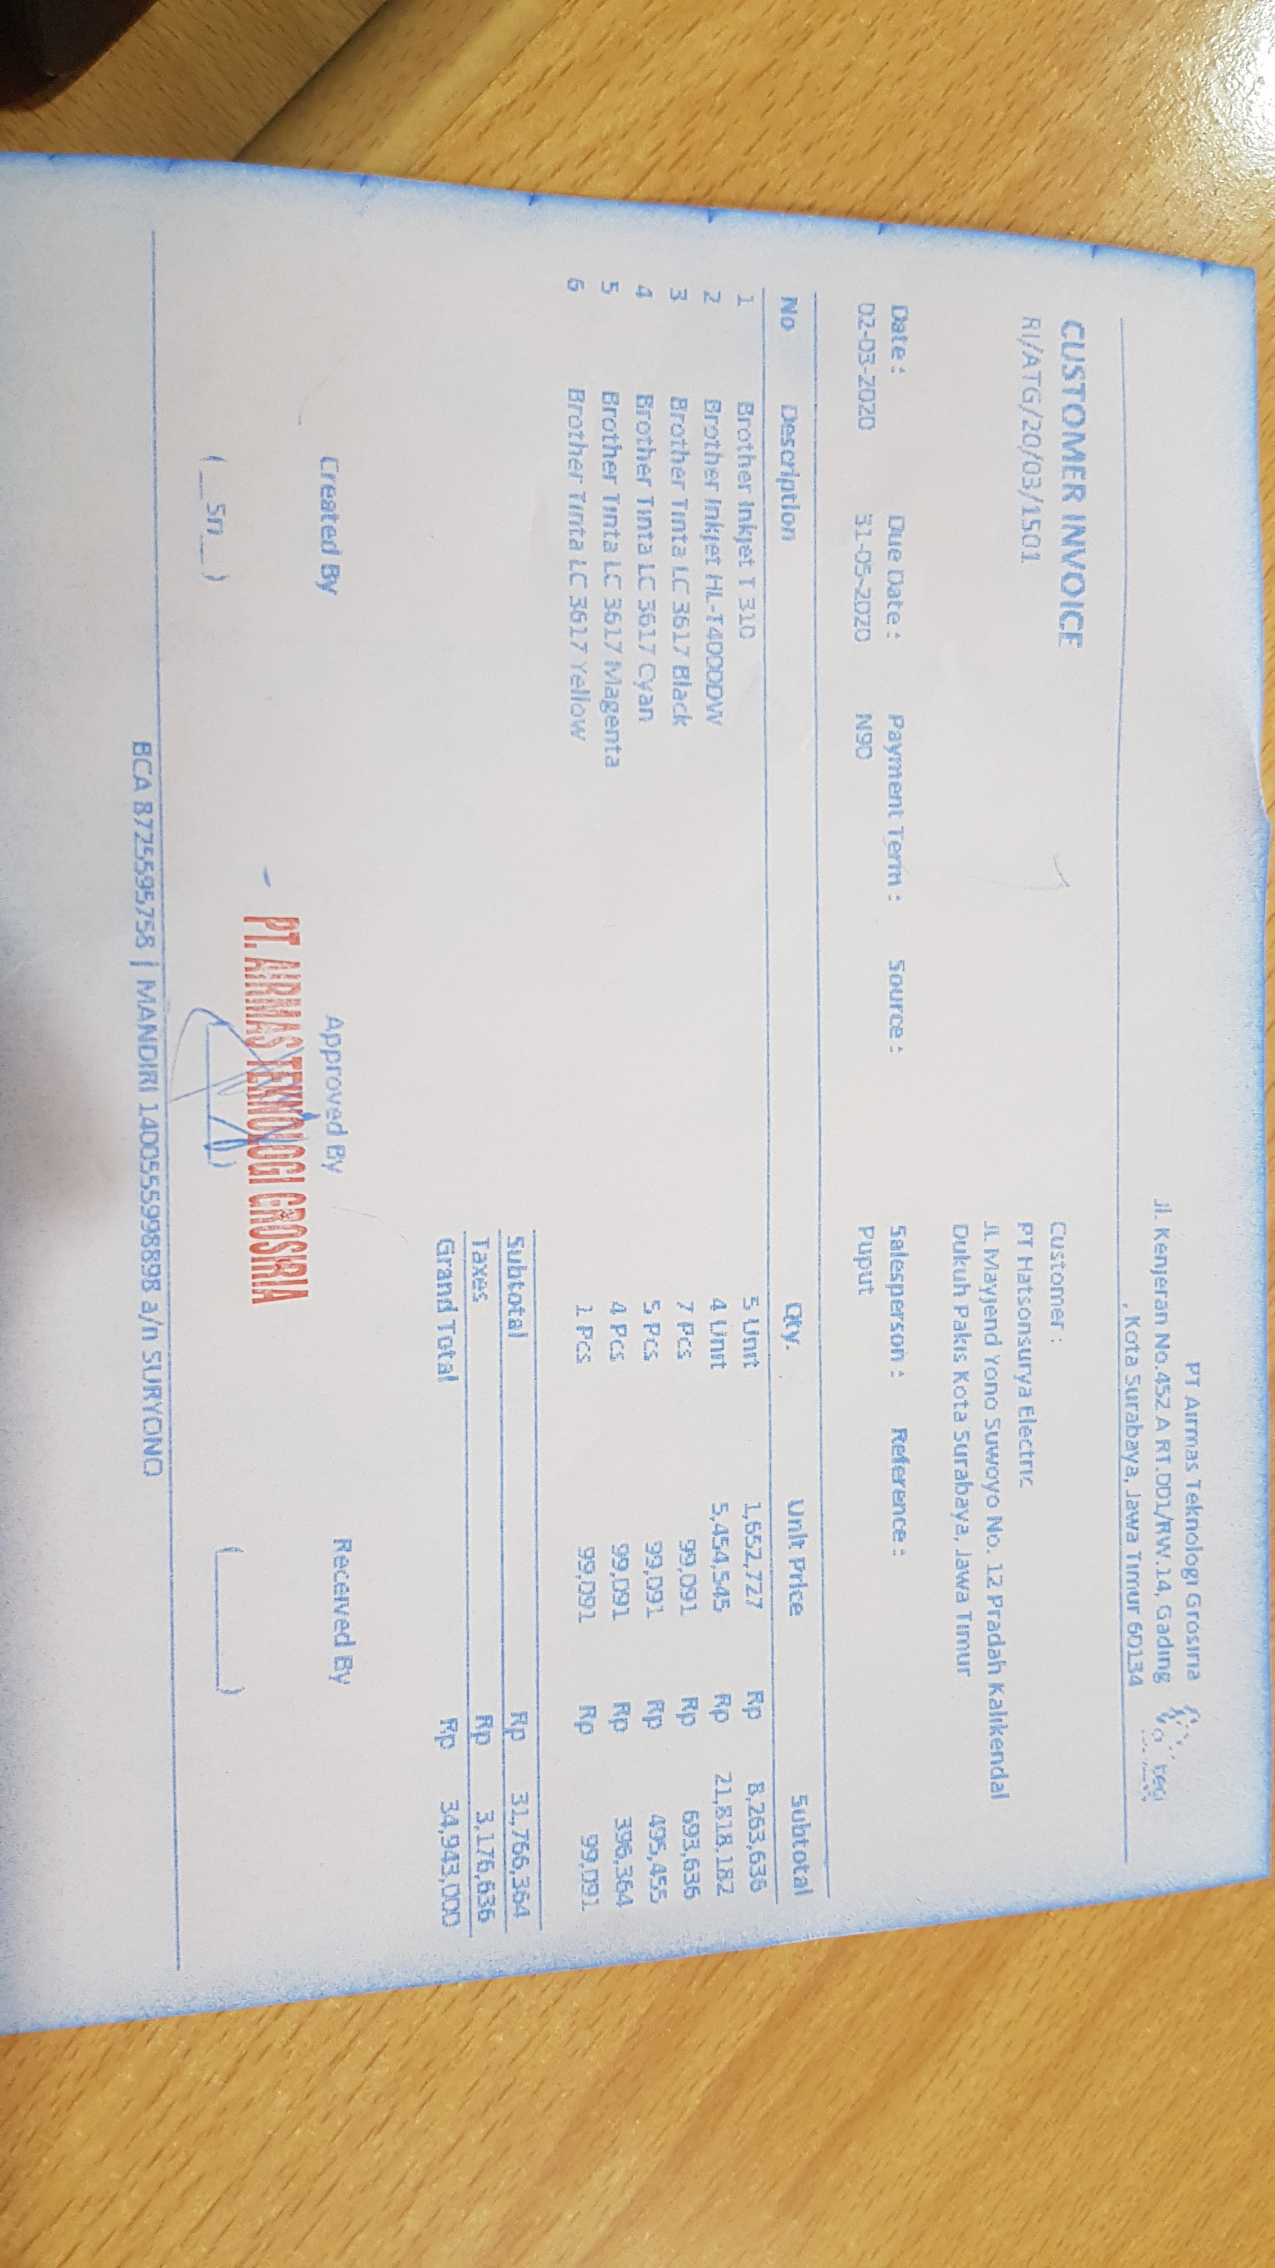 PT Airmas Teknologi Grosiria
Jl. Kenjeran No.452 A RT.001/RW.14, Gading
, Kota Surabaya, Jawa Timur 60134
CUSTOMER INVOICE
RI/ATG/20/03/1501
Customer :
PT Hatsonsurya Electric
Jl. Mayjend Yono Suwoyo No. 12 Pradah Kalikendal
Dukuh Pakis Kota Surabaya, Jawa Timur
Date : Due Date : Payment Term : Source : Salesperson : Reference :
02-03-2020 31-05-2020 N90 Puput
No Description Qty. Unit Price Subtotal
1 Brother Inkjet T 310 5 Unit 1,652,727 Rp 8,263,636
2 Brother Inkjet HL-T4000DW 4 Unit 5,454,545 Rp 21,818,182
3 Brother Tinta LC 3617 Black 7 Pcs 99,091 Rp 693,636
4 Brother Tinta LC 3617 Cyan 5 Pcs 99,091 Rp 495,455
5 Brother Tinta LC 3617 Magenta 4 Pcs 99,091 Rp 396,364
6 Brother Tinta LC 3617 Yellow 1 Pcs 99,091 Rp 99,091
Subtotal Rp 31,766,364
Taxes Rp 3,176,636
Grand Total Rp 34,943,000
Created By Approved By Received By
PT. AIRMAS TEKNOLOGI GROSIRIA
(__Sn__) (______) (______)
BCA 8725595758 | MANDIRI 1400555998898 a/n SURYONO